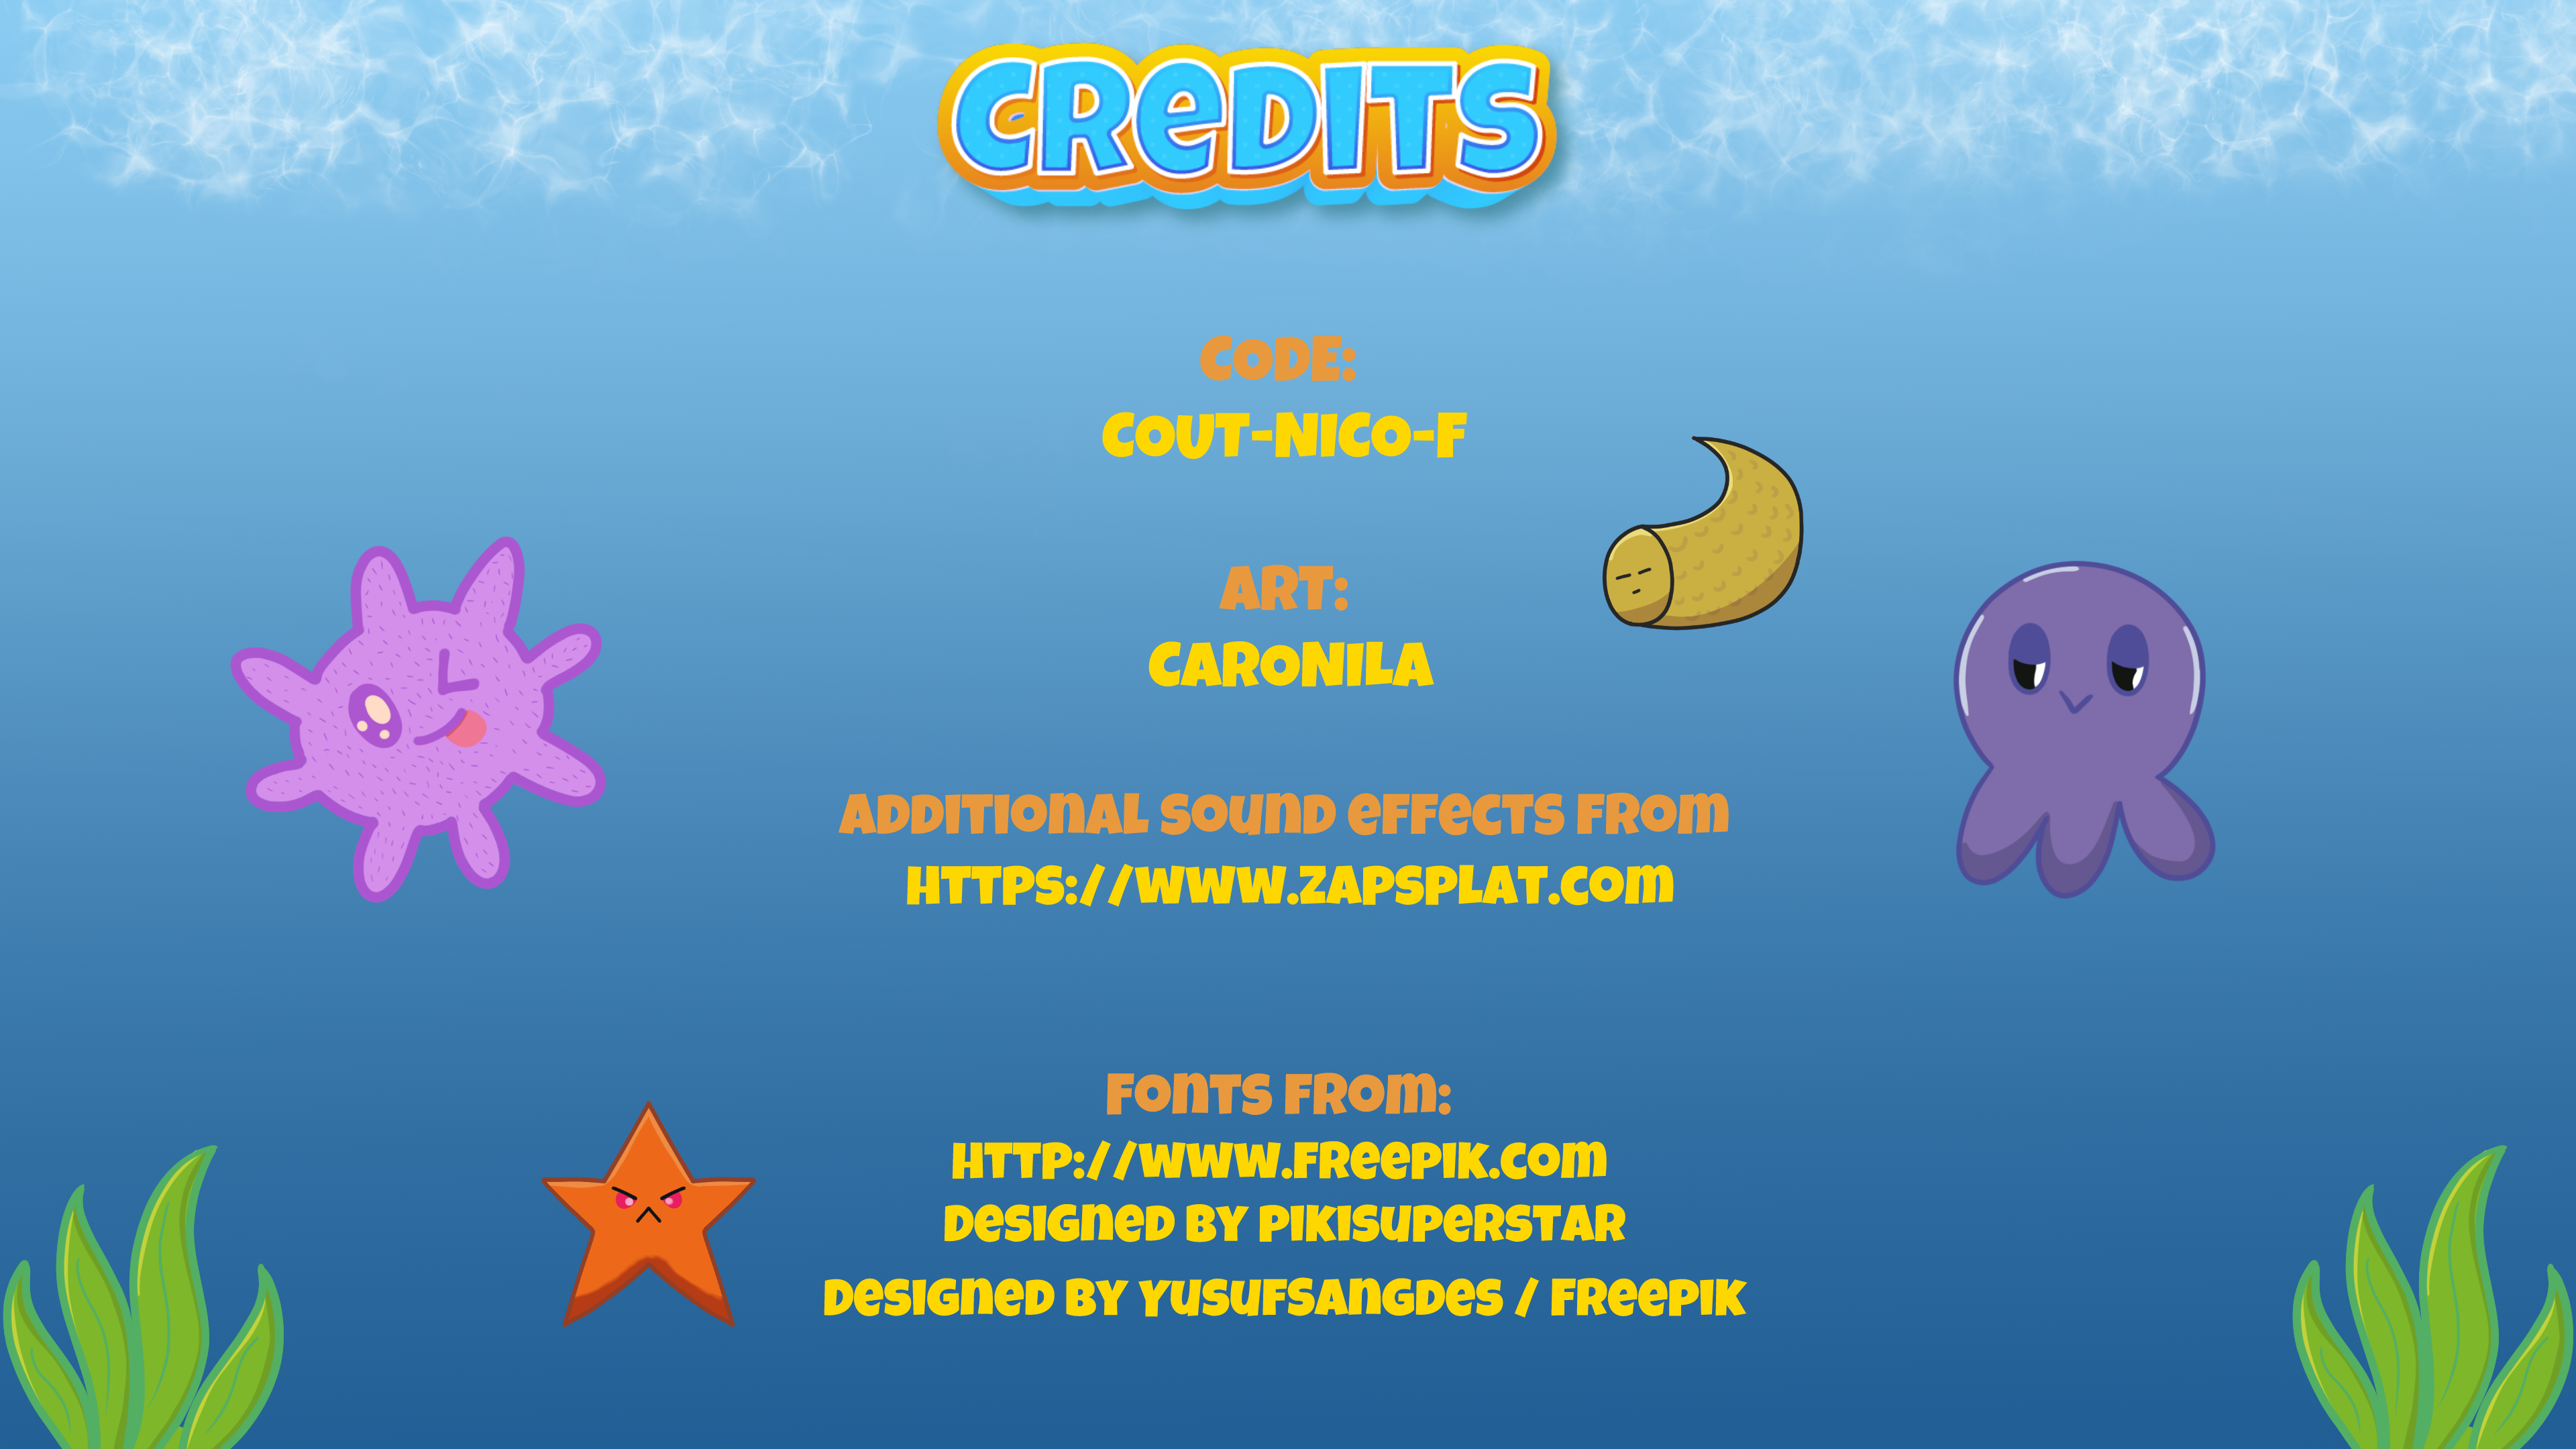 CReDITS
CODE:
COUT-NICO-F
ART:
CARONILA
ADDITIOnAL SOunD eFFeCTS FROm
HTTPS://WWW.ZAPSPLAT.COm
FOnTS FROm:
HTTP://WWW.FReePIK.COm
DeSIGneD BY PIKISuPeRSTAR
DeSIGneD BY YuSuFSAnGDeS / FReePIK